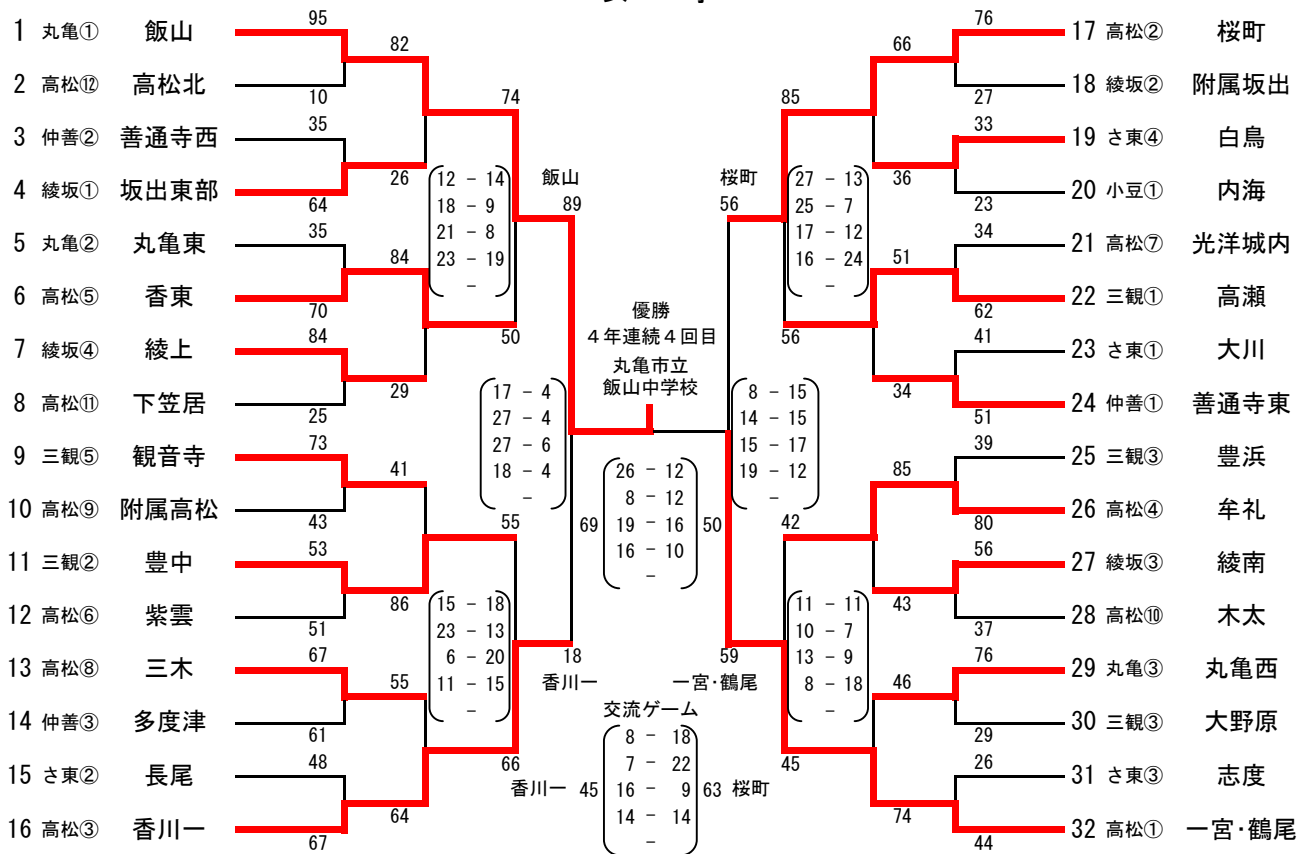 1 丸亀① 飯山
2 高松⑫ 高松北
3 仲善② 善通寺西
4 綾坂① 坂出東部
5 丸亀② 丸亀東
6 高松⑤ 香東
7 綾坂④ 綾上
8 高松⑪ 下笠居
9 三観⑤ 観音寺
10 高松⑨ 附属高松
11 三観② 豊中
12 高松⑥ 紫雲
13 高松⑧ 三木
14 仲善③ 多度津
15 さ東② 長尾
16 高松③ 香川一
95
10
35
64
35
70
84
25
73
43
53
51
67
61
48
67
82
26
84
29
41
86
55
64
74
50
55
66
12 - 14
18 - 9
21 - 8
23 - 19
-
15 - 18
23 - 13
6 - 20
11 - 15
-
飯山
89
17 - 4
27 - 4
27 - 6
18 - 4
-
18
香川一
優勝
4年連続4回目
丸亀市立
飯山中学校
69
26 - 12
8 - 12
19 - 16
16 - 10
-
50
交流ゲーム
香川一 45
8 - 18
7 - 22
16 - 9
14 - 14
-
63 桜町
桜町
56
8 - 15
14 - 15
15 - 17
19 - 12
-
59
一宮・鶴尾
27 - 13
25 - 7
17 - 12
16 - 24
-
11 - 11
10 - 7
13 - 9
8 - 18
-
85
56
42
45
66
36
51
34
85
43
46
74
76
27
33
23
34
62
41
51
39
80
56
37
76
29
26
44
17 高松② 桜町
18 綾坂② 附属坂出
19 さ東④ 白鳥
20 小豆① 内海
21 高松⑦ 光洋城内
22 三観① 高瀬
23 さ東① 大川
24 仲善① 善通寺東
25 三観③ 豊浜
26 高松④ 牟礼
27 綾坂③ 綾南
28 高松⑩ 木太
29 丸亀③ 丸亀西
30 三観③ 大野原
31 さ東③ 志度
32 高松① 一宮・鶴尾